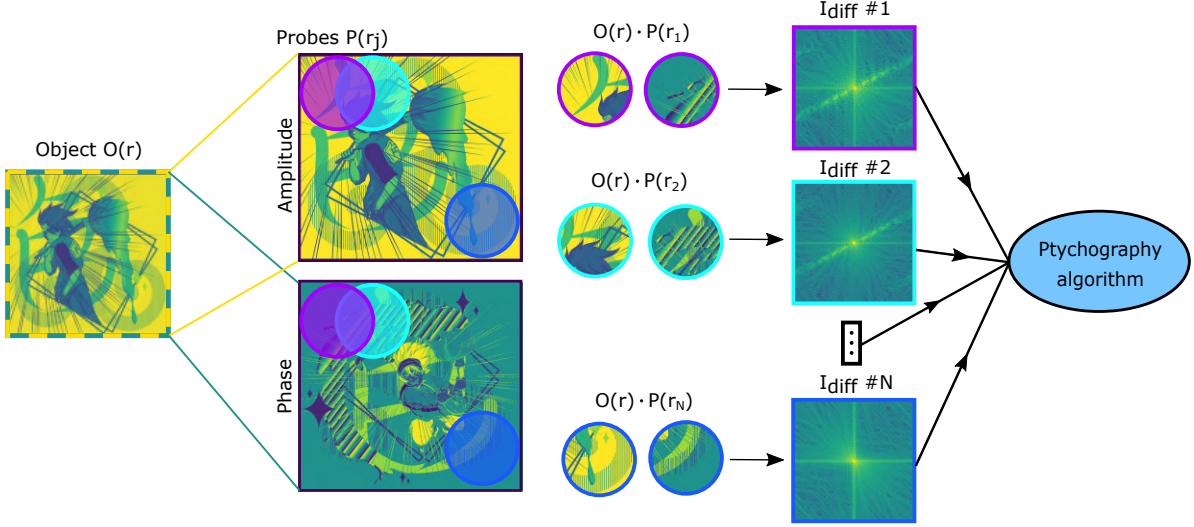 Object O(r)
Probes P(rj)
Amplitude
Phase
O(r) · P(r1)
Idiff #1
O(r) · P(r2)
Idiff #2
O(r) · P(rN)
Idiff #N
Ptychography
algorithm